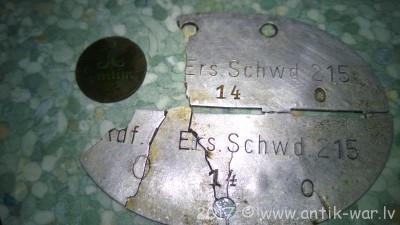 Ers. Schwd. 215
14 O
rdf. Ers. Schwd. 215
14 O
2017 © www.antik-war.lv